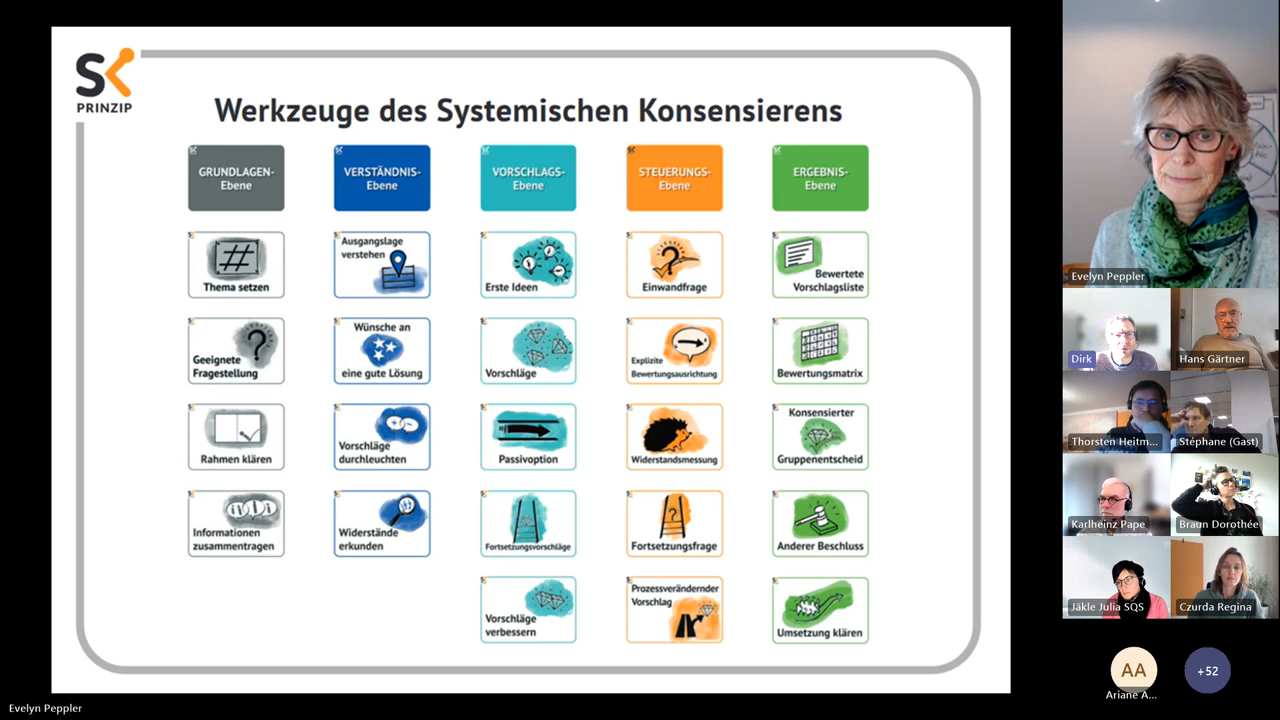 SK
PRINZIP
Werkzeuge des Systemischen Konsensierens
GRUNDLAGEN-
Ebene
VERSTÄNDNIS-
Ebene
VORSCHLAGS-
Ebene
STEUERUNGS-
Ebene
ERGEBNIS-
Ebene
Thema setzen
Ausgangslage
verstehen
Erste Ideen
Einwandfrage
Bewertete
Vorschlagsliste
Geeignete
Fragestellung
Wünsche an
eine gute Lösung
Vorschläge
Explizite
Bewertungsausrichtung
Bewertungsmatrix
Rahmen klären
Vorschläge
durchleuchten
Passivoption
Widerstandsmessung
Konsensierter
Gruppenentscheid
Informationen
zusammentragen
Widerstände
erkunden
Fortsetzungsvorschläge
Fortsetzungsfrage
Anderer Beschluss
Vorschläge
verbessern
Prozessverändernder
Vorschlag
Umsetzung klären
Evelyn Peppler
Dirk
Hans Gärtner
Thorsten Heitm...
Stéphane (Gast)
Karlheinz Pape
Braun Dorothée
Jäkle Julia SQS
Czurda Regina
AA
Ariane A...
+52
Evelyn Peppler